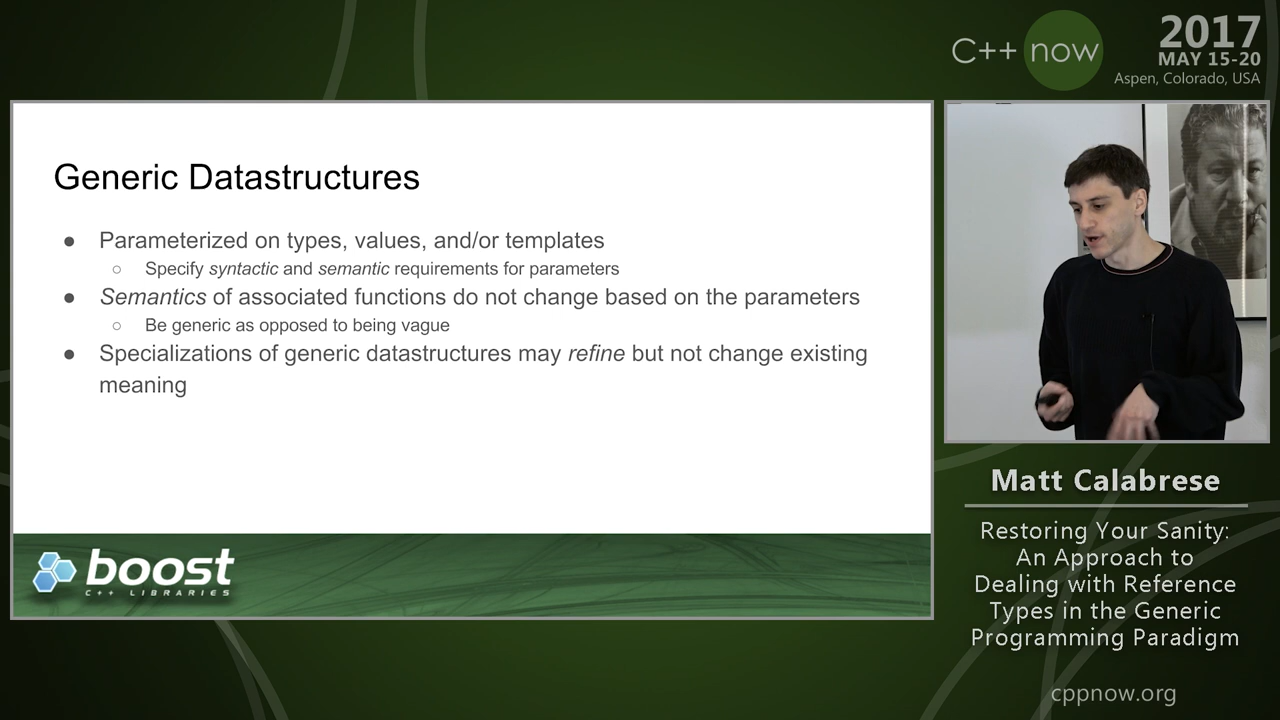 C++ now
2017
MAY 15-20
Aspen, Colorado, USA
Generic Datastructures
● Parameterized on types, values, and/or templates
○ Specify syntactic and semantic requirements for parameters
● Semantics of associated functions do not change based on the parameters
○ Be generic as opposed to being vague
● Specializations of generic datastructures may refine but not change existing
meaning
boost
C++ LIBRARIES
Matt Calabrese
Restoring Your Sanity:
An Approach to
Dealing with Reference
Types in the Generic
Programming Paradigm
cppnow.org